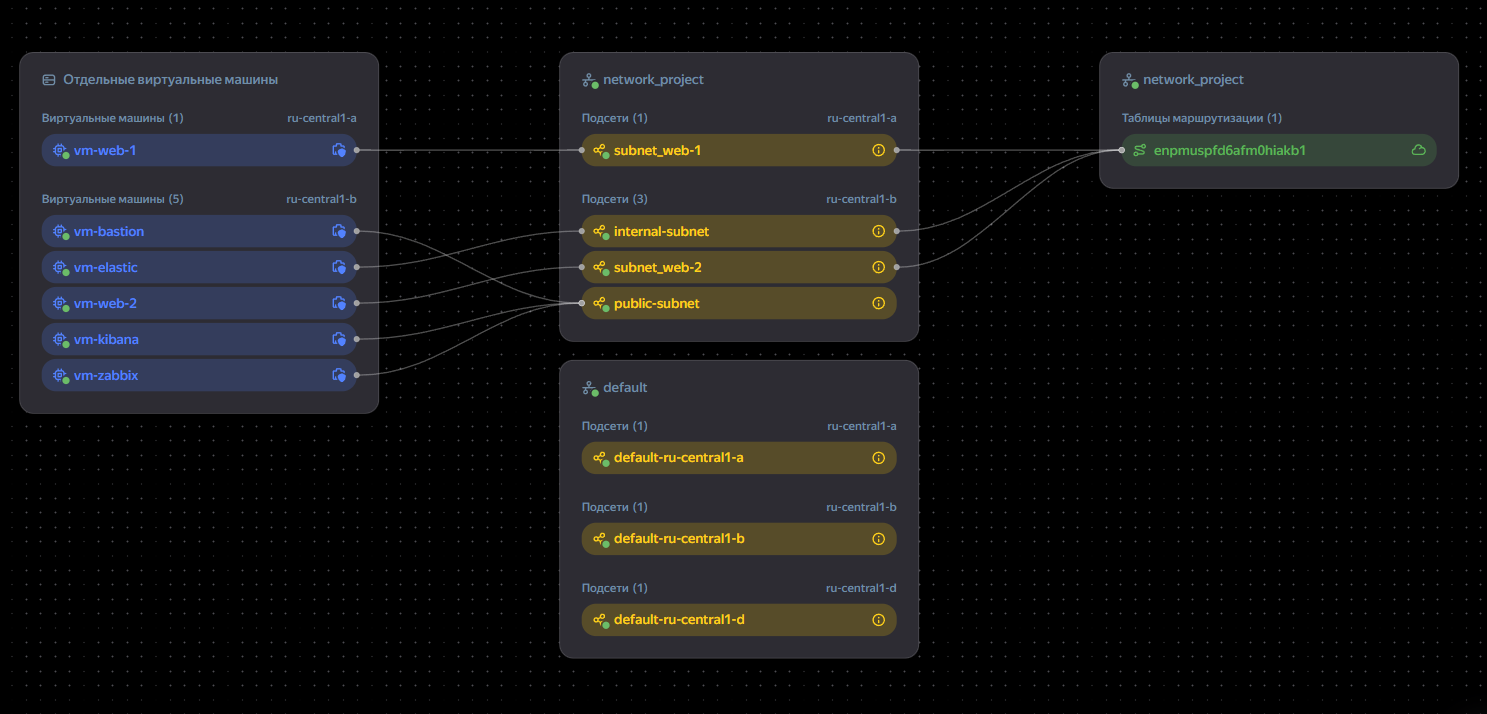 Отдельные виртуальные машины
Виртуальные машины (1) ru-central1-a
vm-web-1
Виртуальные машины (5) ru-central1-b
vm-bastion
vm-elastic
vm-web-2
vm-kibana
vm-zabbix
network_project
Подсети (1) ru-central1-a
subnet_web-1
Подсети (3) ru-central1-b
internal-subnet
subnet_web-2
public-subnet
default
Подсети (1) ru-central1-a
default-ru-central1-a
Подсети (1) ru-central1-b
default-ru-central1-b
Подсети (1) ru-central1-d
default-ru-central1-d
network_project
Таблицы маршрутизации (1)
enpmuspfd6afm0hiakb1